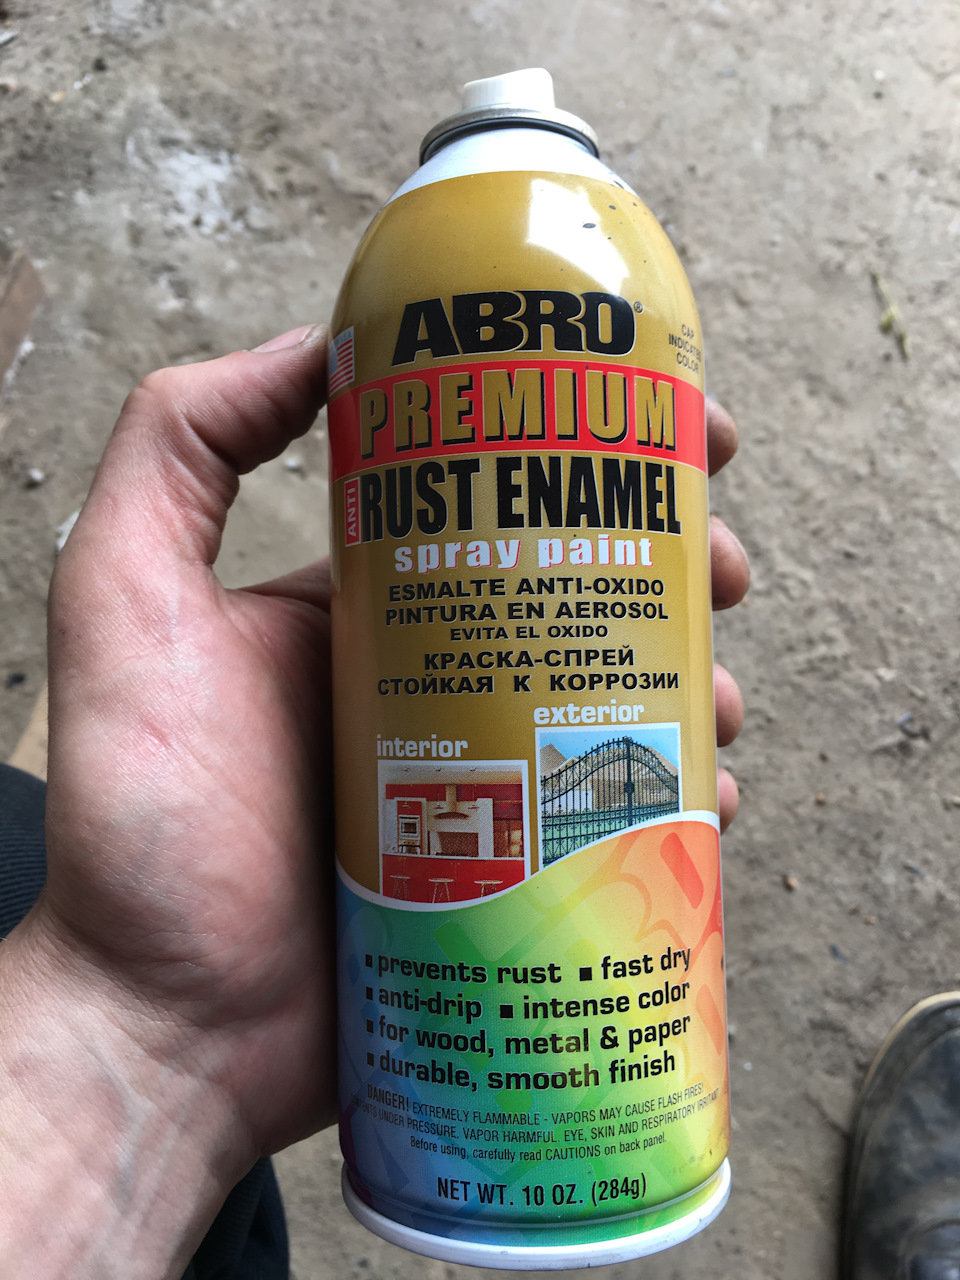 ABRO®
CAP
INDICATES
COLOR
PREMIUM
ANTI
RUST ENAMEL
spray paint
ESMALTE ANTI-OXIDO
PINTURA EN AEROSOL
EVITA EL OXIDO
КРАСКА-СПРЕЙ
СТОЙКАЯ К КОРРОЗИИ
exterior
interior
▪ prevents rust ▪ fast dry
▪ anti-drip ▪ intense color
▪ for wood, metal & paper
▪ durable, smooth finish
DANGER! EXTREMELY FLAMMABLE - VAPORS MAY CAUSE FLASH FIRES!
UNDER PRESSURE. VAPOR HARMFUL. EYE, SKIN AND RESPIRATORY IRRITANT
Before using, carefully read CAUTIONS on back panel.
NET WT. 10 OZ. (284g)